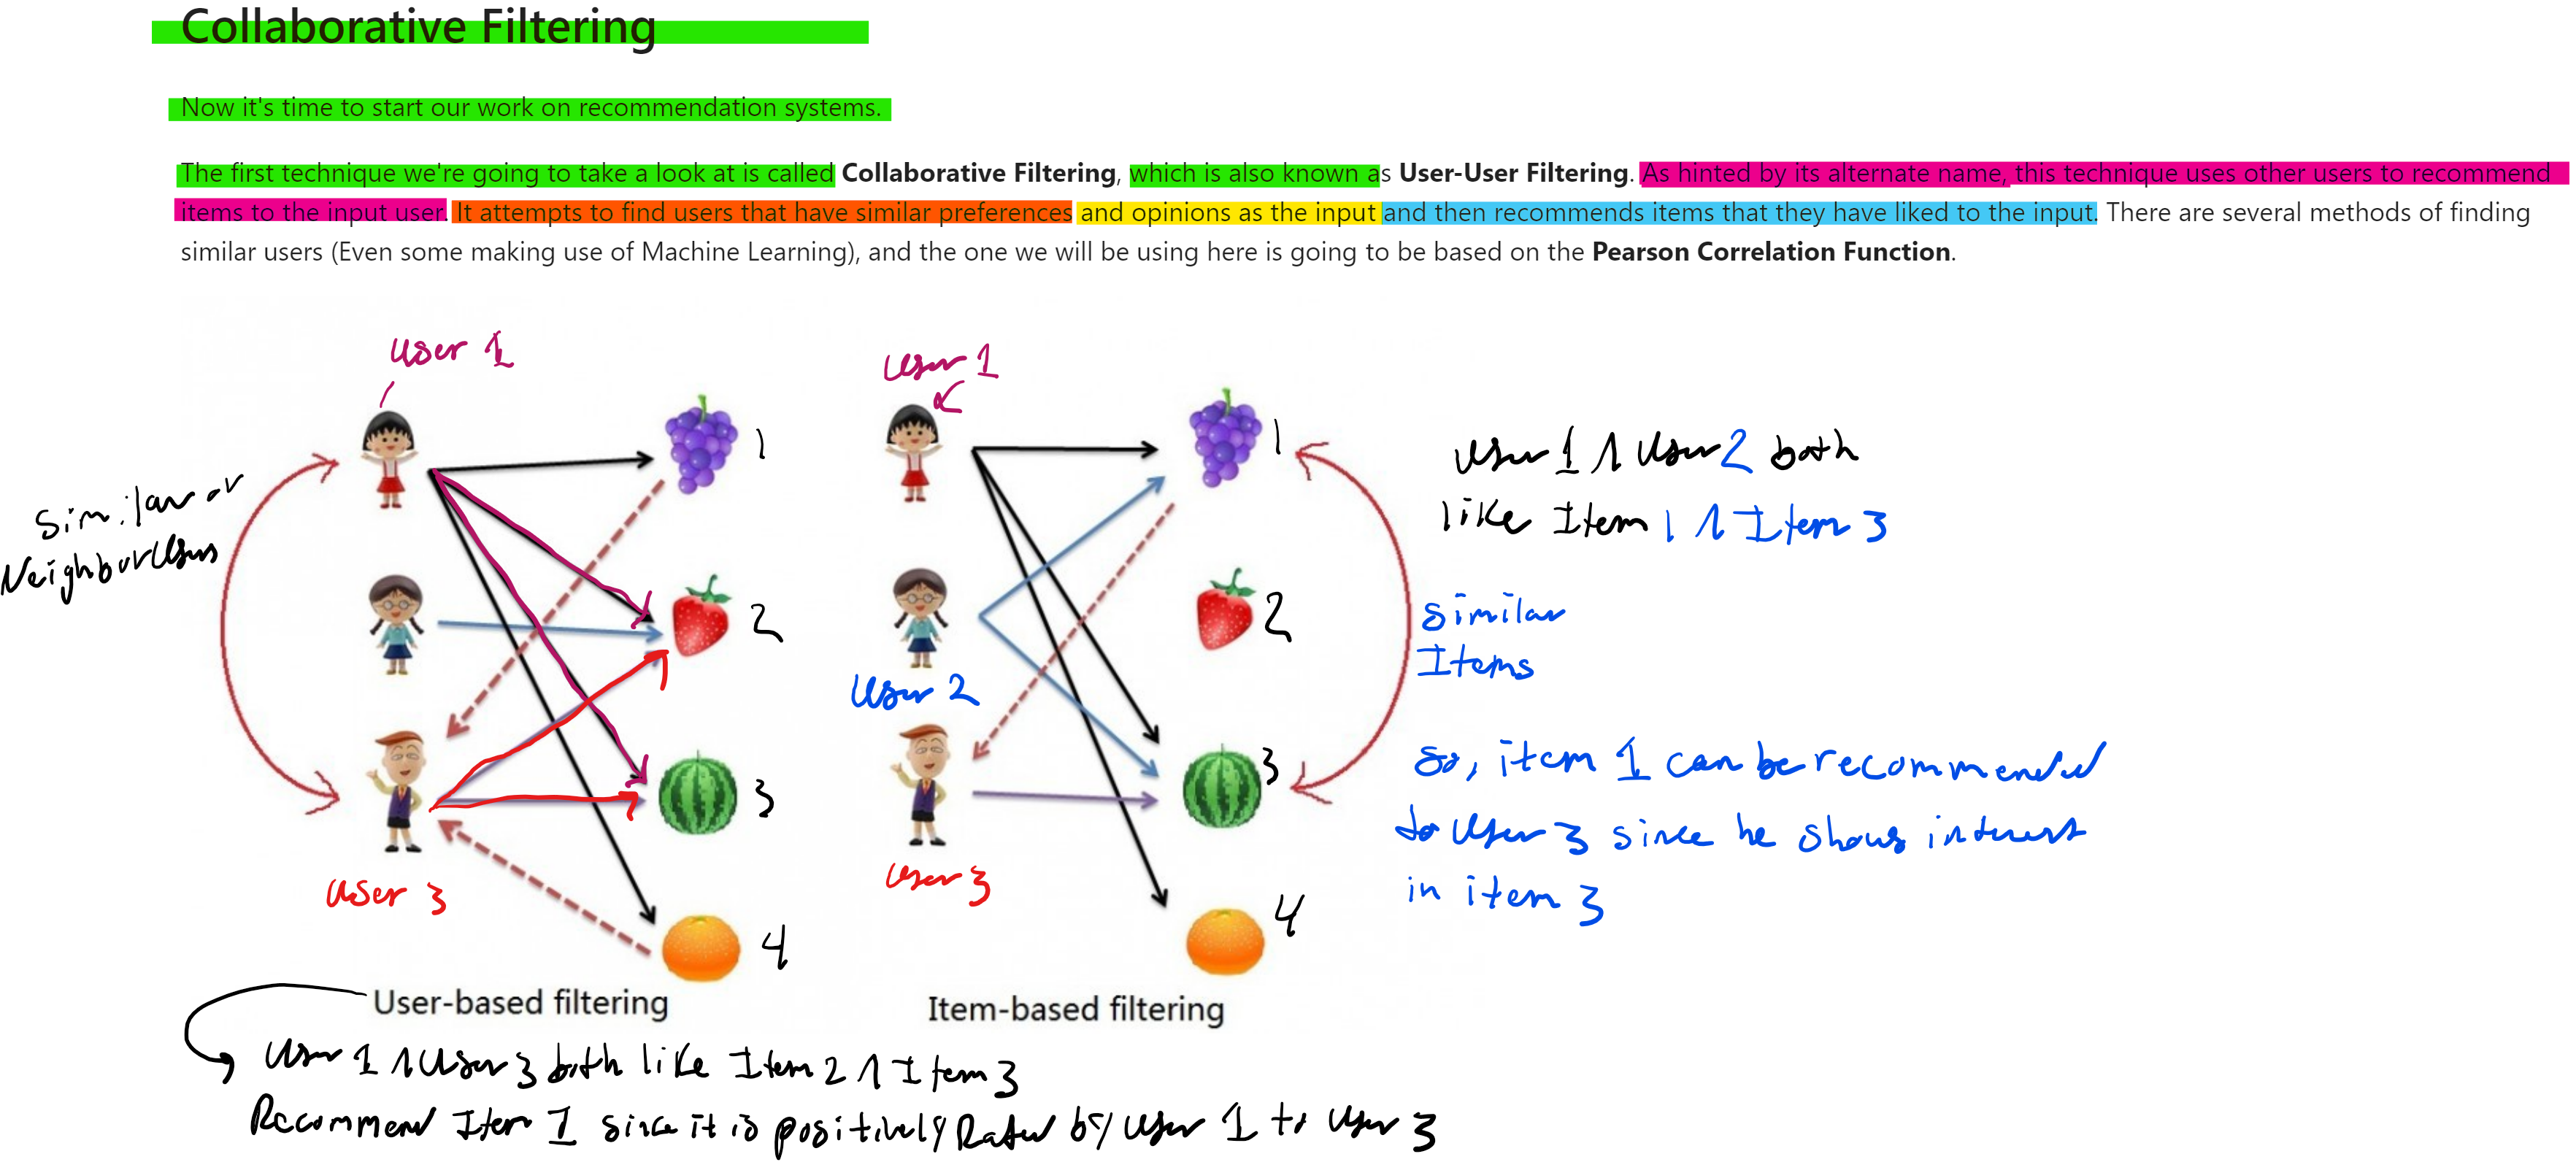 Collaborative Filtering
Now it's time to start our work on recommendation systems.
The first technique we're going to take a look at is called Collaborative Filtering, which is also known as User-User Filtering. As hinted by its alternate name, this technique uses other users to recommend
items to the input user. It attempts to find users that have similar preferences and opinions as the input and then recommends items that they have liked to the input. There are several methods of finding
similar users (Even some making use of Machine Learning), and the one we will be using here is going to be based on the Pearson Correlation Function.
User 1
Similar or
Neighbor Users
1
2
3
4
User 3
User-based filtering
User 1 ∧ User 3 both like Item 2 ∧ Item 3
Recommend Item 1 since it is positively Rated by User 1 to User 3
User 1
User 2
User 3
1
2
3
4
Item-based filtering
User 1 ∧ User 2 both
like Item 1 ∧ Item 3
Similar
Items
So, item 1 can be recommended
to User 3 since he shows interest
in item 3